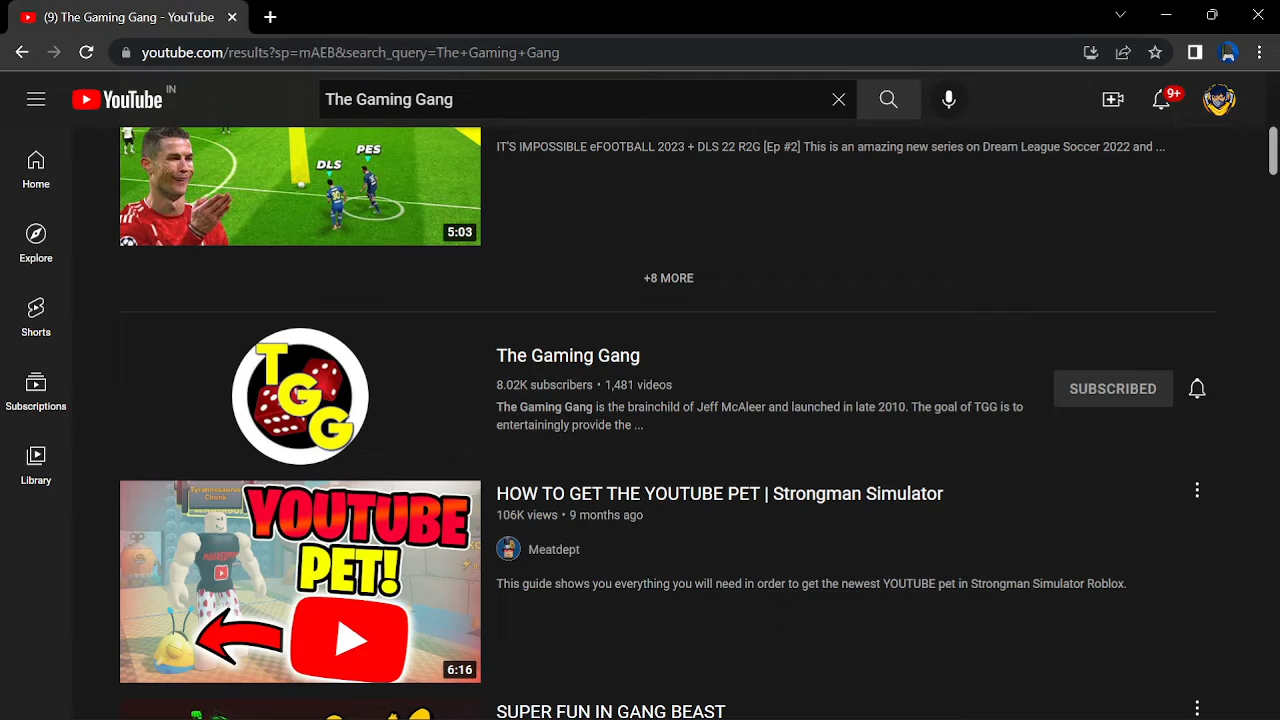 (9) The Gaming Gang - YouTube
youtube.com/results?sp=mAEB&search_query=The+Gaming+Gang
YouTube IN
The Gaming Gang
9+
Home
Explore
Shorts
Subscriptions
Library
DLS
PES
5:03
IT'S IMPOSSIBLE eFOOTBALL 2023 + DLS 22 R2G [Ep #2] This is an amazing new series on Dream League Soccer 2022 and ...
+8 MORE
TGG
The Gaming Gang
8.02K subscribers • 1,481 videos
The Gaming Gang is the brainchild of Jeff McAleer and launched in late 2010. The goal of TGG is to
entertainingly provide the ...
SUBSCRIBED
Tyrannosaurus
Chunk
YOUTUBE
PET!
6:16
HOW TO GET THE YOUTUBE PET | Strongman Simulator
106K views • 9 months ago
Meatdept
This guide shows you everything you will need in order to get the newest YOUTUBE pet in Strongman Simulator Roblox.
SUPER FUN IN GANG BEAST